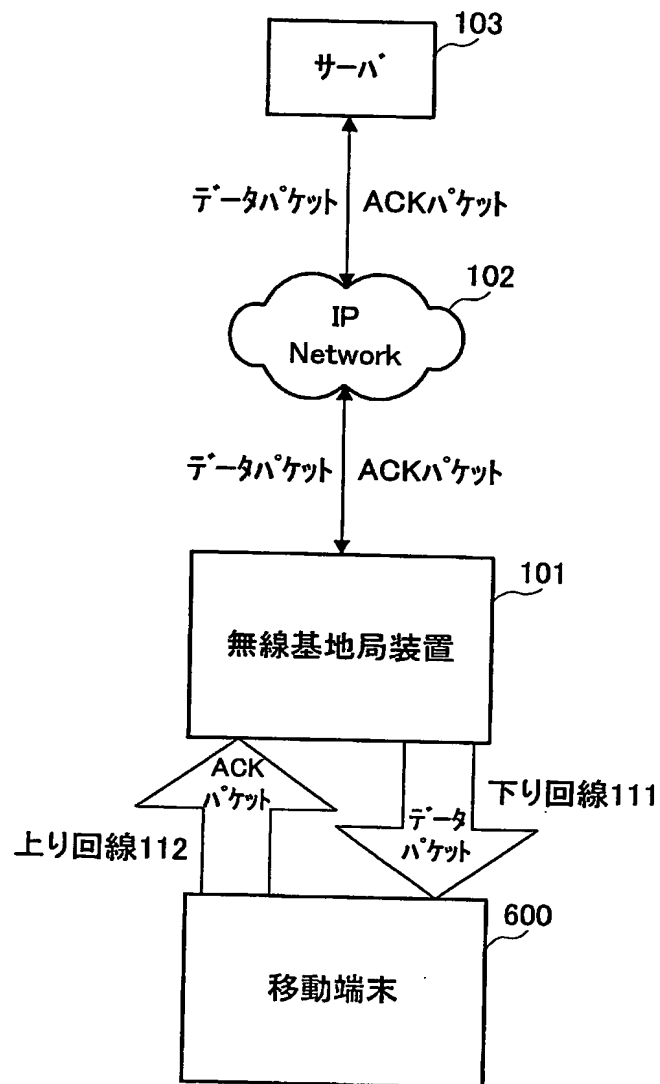 103
サーバ
データパケット ACKパケット
102
IP
Network
データパケット ACKパケット
101
無線基地局装置
ACK
パケット
下り回線111
データ
パケット
上り回線112
600
移動端末